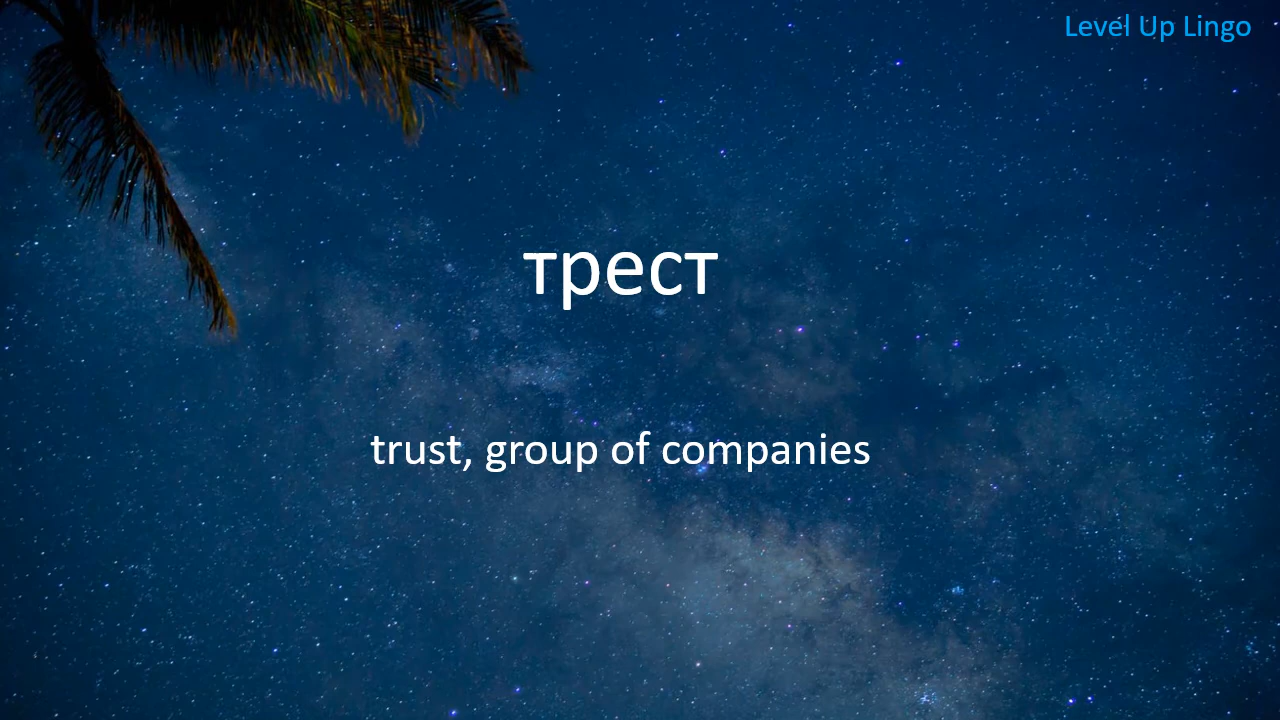 Level Up Lingo
трест
trust, group of companies